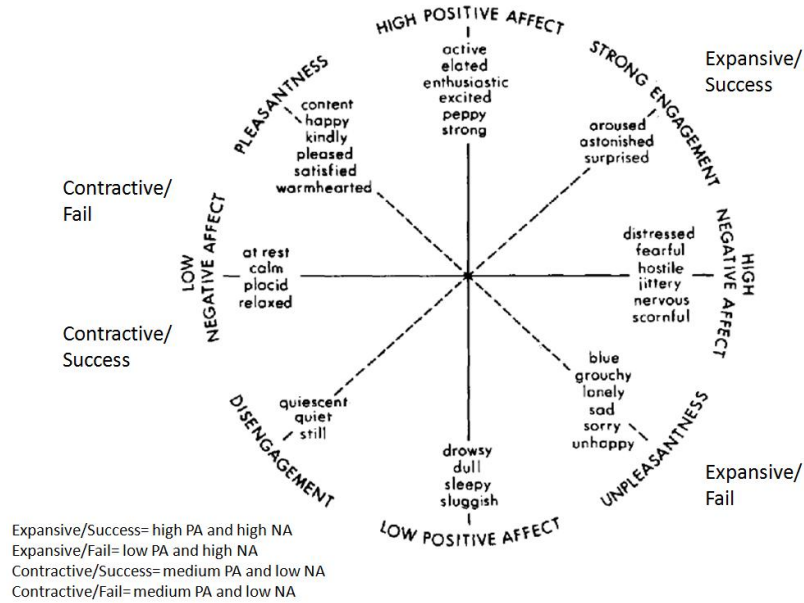 HIGH POSITIVE AFFECT
active
elated
enthusiastic
excited
peppy
strong
STRONG ENGAGEMENT
Expansive/
Success
aroused
astonished
surprised
PLEASANTNESS
content
happy
kindly
pleased
satisfied
warmhearted
Contractive/
Fail
LOW
NEGATIVE AFFECT
at rest
calm
placid
relaxed
HIGH
NEGATIVE AFFECT
distressed
fearful
hostile
jittery
nervous
scornful
Contractive/
Success
DISENGAGEMENT
quiescent
quiet
still
blue
grouchy
lonely
sad
sorry
unhappy
UNPLEASANTNESS
Expansive/
Fail
drowsy
dull
sleepy
sluggish
LOW POSITIVE AFFECT
Expansive/Success= high PA and high NA
Expansive/Fail= low PA and high NA
Contractive/Success= medium PA and low NA
Contractive/Fail= medium PA and low NA